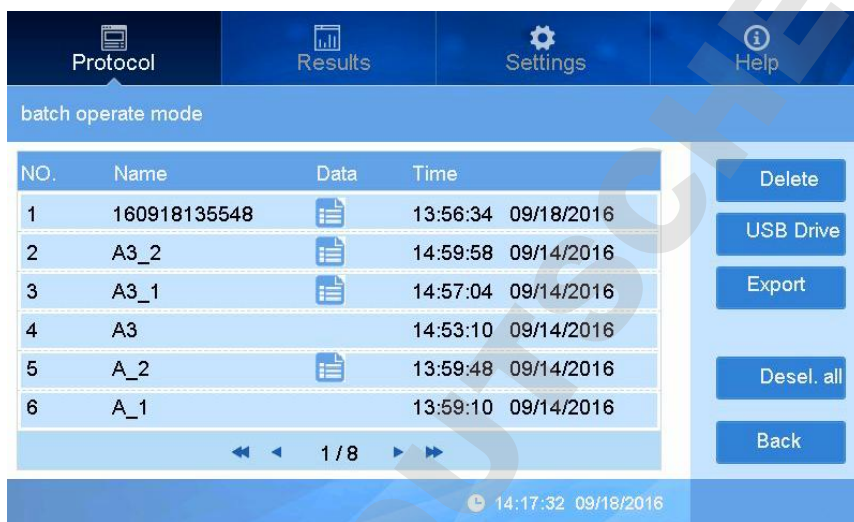 Protocol Results Settings Help
batch operate mode
NO. Name Data Time
1 160918135548 13:56:34 09/18/2016
2 A3_2 14:59:58 09/14/2016
3 A3_1 14:57:04 09/14/2016
4 A3 14:53:10 09/14/2016
5 A_2 13:59:48 09/14/2016
6 A_1 13:59:10 09/14/2016
1/8
Delete
USB Drive
Export
Desel. all
Back
14:17:32 09/18/2016